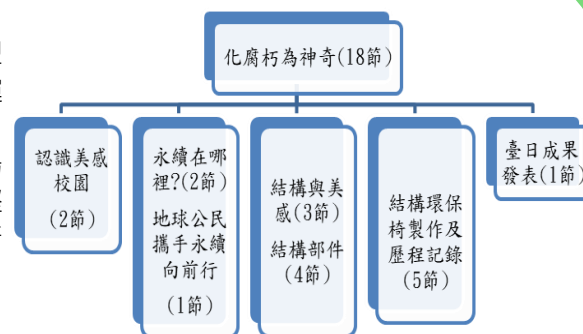 化腐朽為神奇(18節)
認識美感
校園
(2節)
永續在哪
裡?(2節)
地球公民
攜手永續
向前行
(1節)
結構與美
感(3節)
結構部件
(4節)
結構環保
椅製作及
歷程記錄
(5節)
臺日成果
發表(1節)